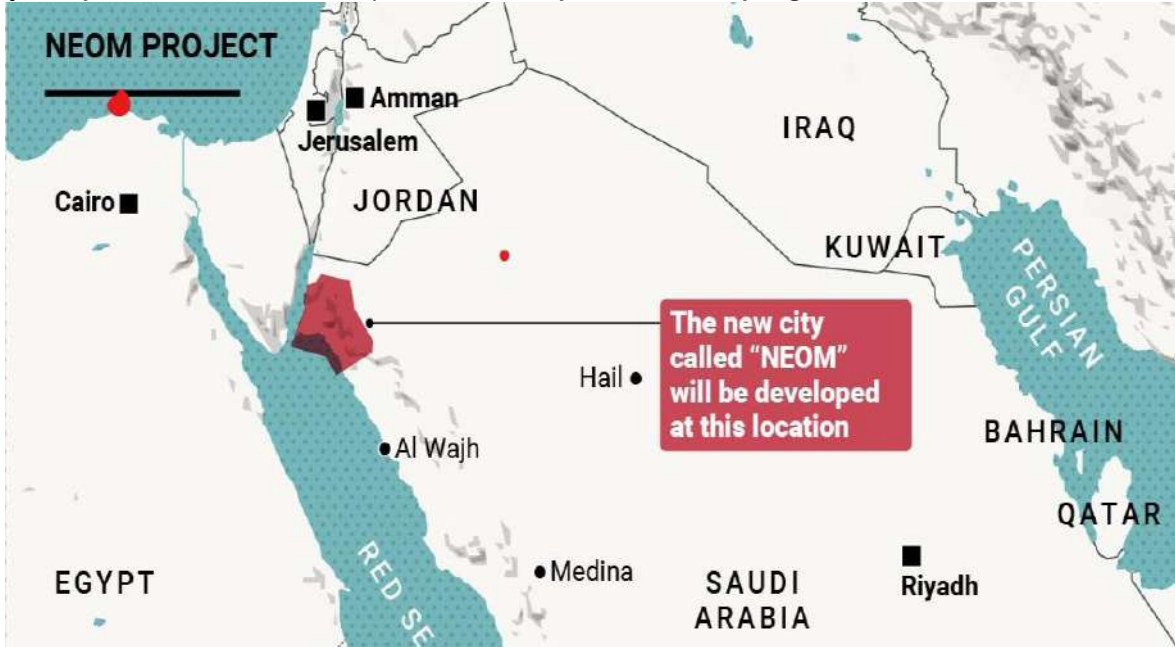 NEOM PROJECT
Amman
Jerusalem
IRAQ
Cairo
JORDAN
KUWAIT
PERSIAN
GULF
The new city
called “NEOM”
will be developed
at this location
Hail
Al Wajh
BAHRAIN
QATAR
RED SE
Medina
EGYPT
SAUDI
ARABIA
Riyadh